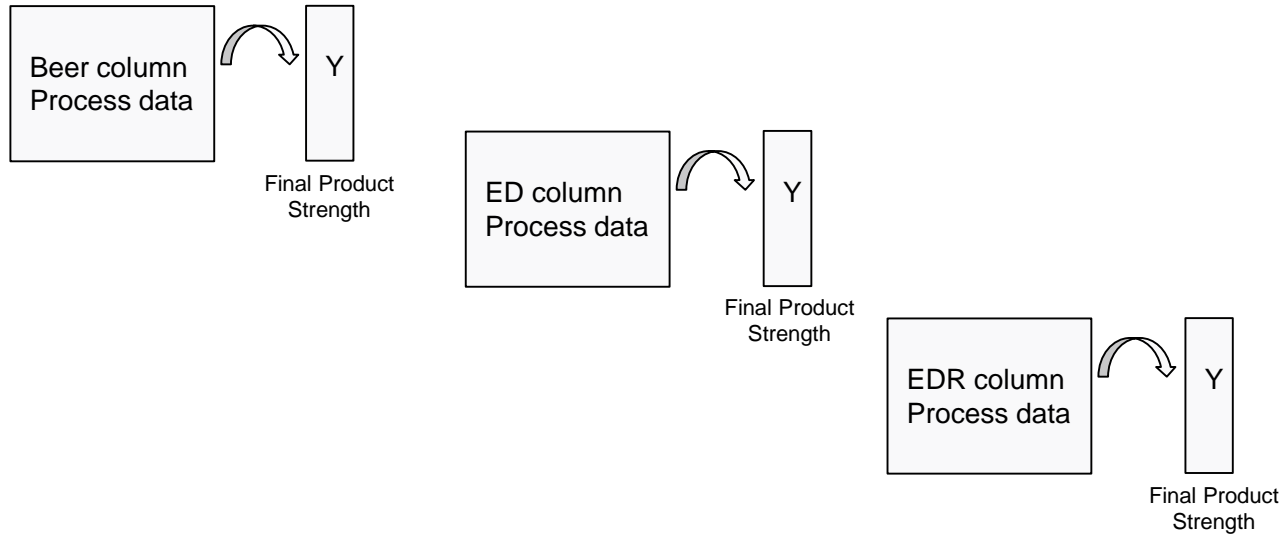 Beer column
Process data
Y
Final Product
Strength
ED column
Process data
Y
Final Product
Strength
EDR column
Process data
Y
Final Product
Strength